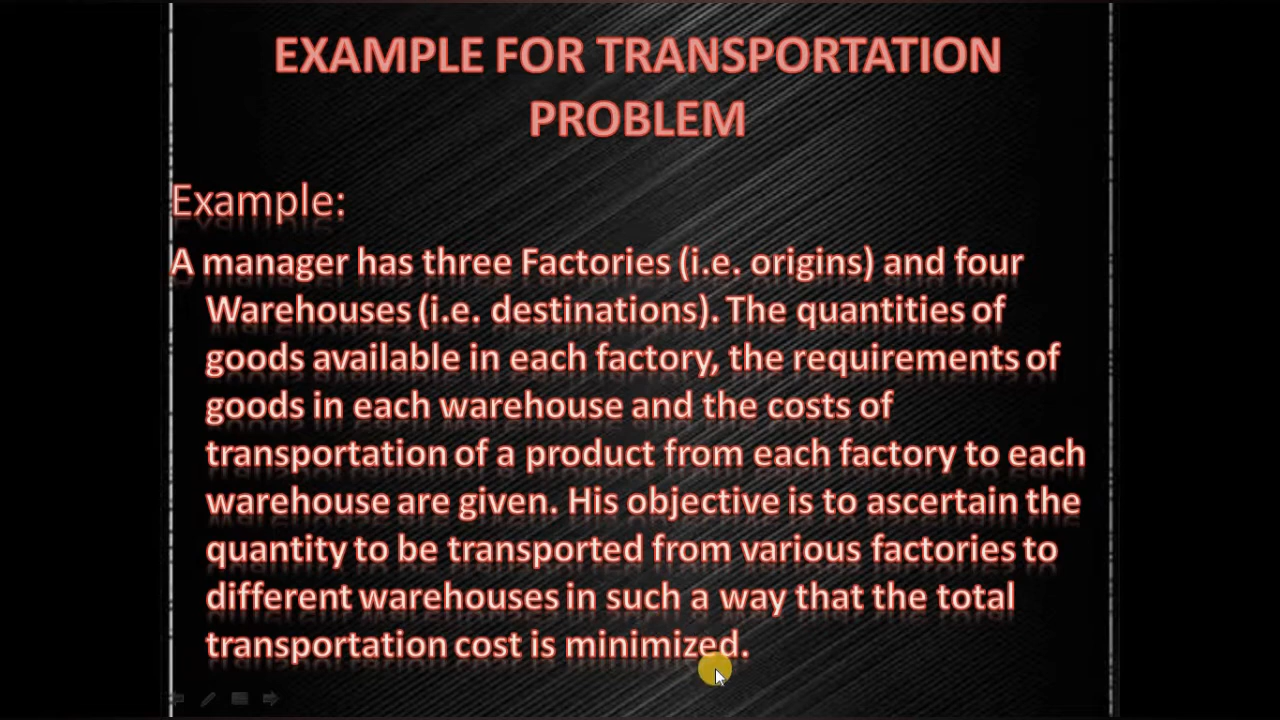 EXAMPLE FOR TRANSPORTATION
PROBLEM
Example:
A manager has three Factories (i.e. origins) and four
Warehouses (i.e. destinations). The quantities of
goods available in each factory, the requirements of
goods in each warehouse and the costs of
transportation of a product from each factory to each
warehouse are given. His objective is to ascertain the
quantity to be transported from various factories to
different warehouses in such a way that the total
transportation cost is minimized.